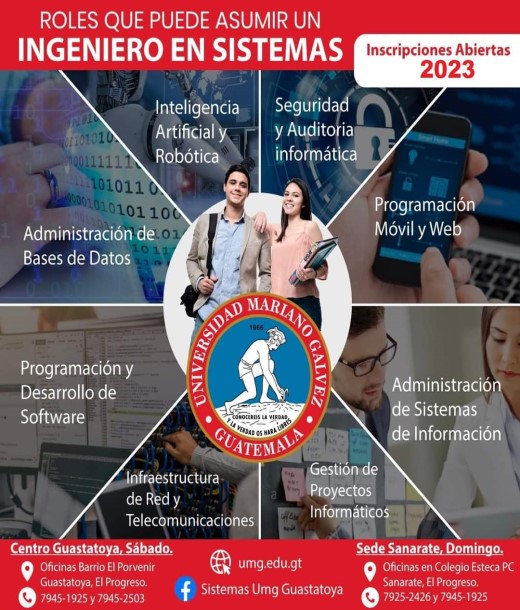 ROLES QUE PUEDE ASUMIR UN
INGENIERO EN SISTEMAS
Inscripciones Abiertas
2023
Inteligencia
Artificial y
Robótica
Seguridad
y Auditoria
informática
Administración de
Bases de Datos
Programación
Móvil y Web
UNIVERSIDAD MARIANO GALVEZ
GUATEMALA
1966
CONOCEREIS LA VERDAD
Y LA VERDAD OS HARA LIBRES
Programación y
Desarrollo de
Software
Administración
de Sistemas
de Información
Infraestructura
de Red y
Telecomunicaciones
Gestión de
Proyectos
Informáticos
Centro Guastatoya, Sábado.
Oficinas Barrio El Porvenir
Guastatoya, El Progreso.
7945-1925 y 7945-2503
umg.edu.gt
Sistemas Umg Guastatoya
Sede Sanarate, Domingo.
Oficinas en Colegio Esteca PC
Sanarate, El Progreso.
7925-2426 y 7945-1925